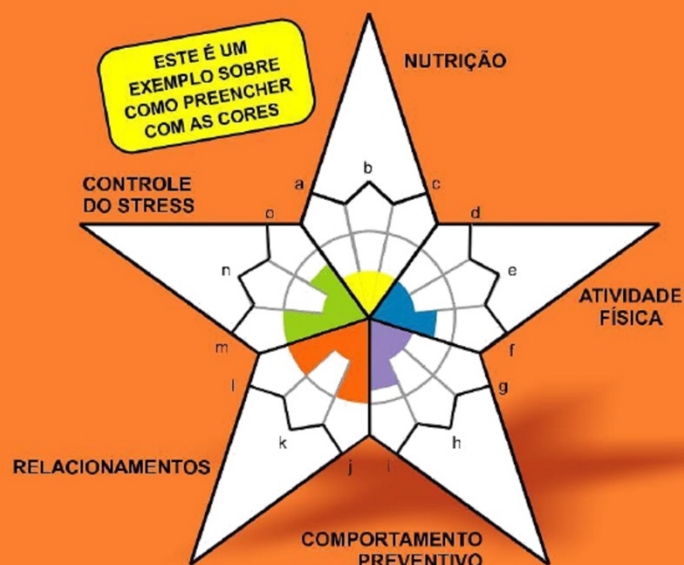 ESTE É UM
EXEMPLO SOBRE
COMO PREENCHER
COM AS CORES
NUTRIÇÃO
CONTROLE
DO STRESS
a
b
c
o
d
n
e
ATIVIDADE
FÍSICA
m
f
l
g
k
h
RELACIONAMENTOS
j
i
COMPORTAMENTO
PREVENTIVO